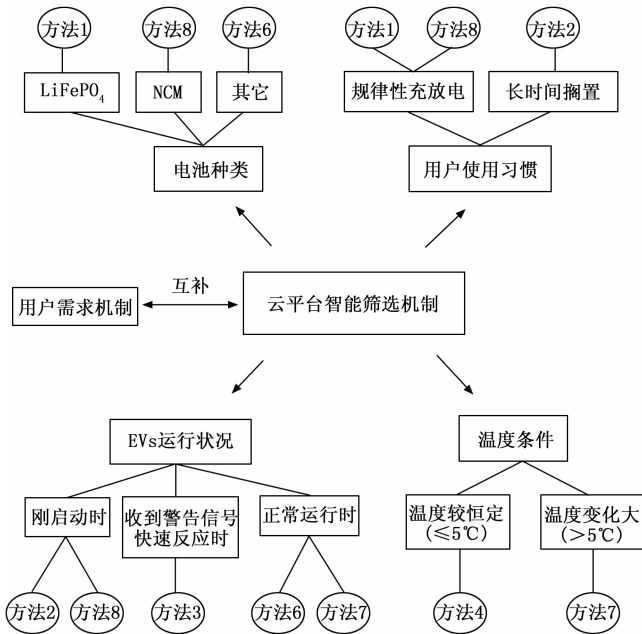 方法1
方法8
方法6
方法1
方法8
方法2
LiFePO₄
NCM
其它
规律性充放电
长时间搁置
电池种类
用户使用习惯
用户需求机制
互补
云平台智能筛选机制
EVs运行状况
温度条件
刚启动时
收到警告信号
快速反应时
正常运行时
温度较恒定
(≤5℃)
温度变化大
(>5℃)
方法2
方法8
方法3
方法6
方法7
方法4
方法7